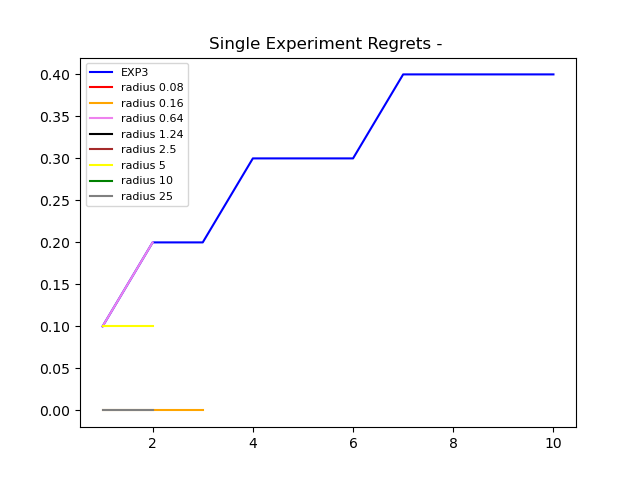 Single Experiment Regrets -
EXP3
radius 0.08
radius 0.16
radius 0.64
radius 1.24
radius 2.5
radius 5
radius 10
radius 25
0.40
0.35
0.30
0.25
0.20
0.15
0.10
0.05
0.00
2 4 6 8 10